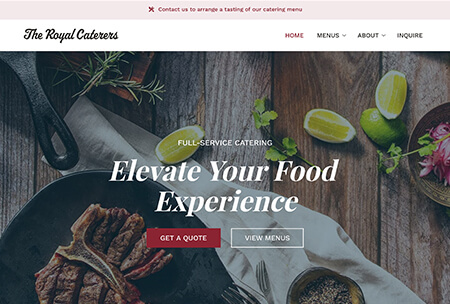 Contact us to arrange a tasting of our catering menu
The Royal Caterers
HOME MENUS ABOUT INQUIRE
FULL-SERVICE CATERING
Elevate Your Food
Experience
GET A QUOTE VIEW MENUS